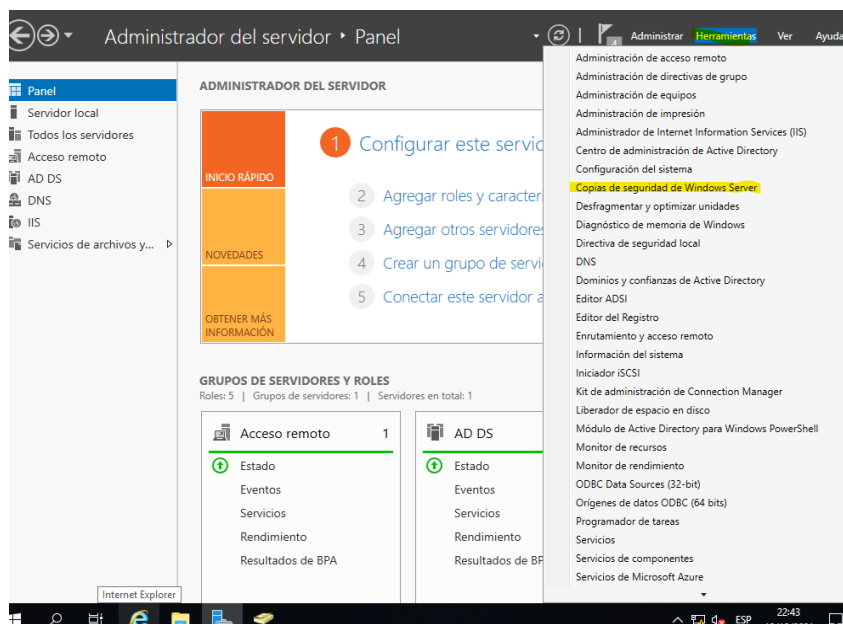 Administrador del servidor ‣ Panel
Administrar Herramientas Ver Ayuda
Panel
Servidor local
Todos los servidores
Acceso remoto
AD DS
DNS
IIS
Servicios de archivos y...
ADMINISTRADOR DEL SERVIDOR
INICIO RÁPIDO
NOVEDADES
OBTENER MÁS
INFORMACIÓN
1 Configurar este servic
2 Agregar roles y caracterí
3 Agregar otros servidores
4 Crear un grupo de servi
5 Conectar este servidor a
GRUPOS DE SERVIDORES Y ROLES
Roles: 5 | Grupos de servidores: 1 | Servidores en total: 1
Acceso remoto 1
Estado
Eventos
Servicios
Rendimiento
Resultados de BPA
AD DS
Estado
Eventos
Servicios
Rendimiento
Resultados de BP
Administración de acceso remoto
Administración de directivas de grupo
Administración de equipos
Administración de impresión
Administrador de Internet Information Services (IIS)
Centro de administración de Active Directory
Configuración del sistema
Copias de seguridad de Windows Server
Desfragmentar y optimizar unidades
Diagnóstico de memoria de Windows
Directiva de seguridad local
DNS
Dominios y confianzas de Active Directory
Editor ADSI
Editor del Registro
Enrutamiento y acceso remoto
Información del sistema
Iniciador iSCSI
Kit de administración de Connection Manager
Liberador de espacio en disco
Módulo de Active Directory para Windows PowerShell
Monitor de recursos
Monitor de rendimiento
ODBC Data Sources (32-bit)
Orígenes de datos ODBC (64 bits)
Programador de tareas
Servicios
Servicios de componentes
Servicios de Microsoft Azure
Internet Explorer
ESP
22:43